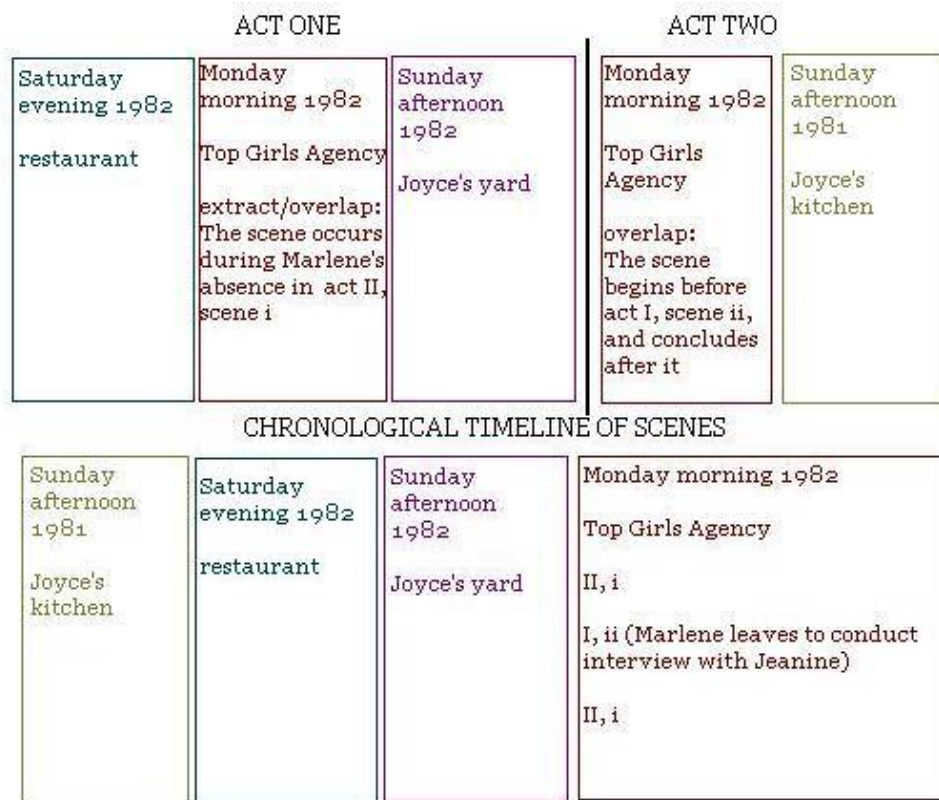 ACT ONE
Saturday
evening 1982
restaurant
Monday
morning 1982
Top Girls Agency
extract/overlap:
The scene occurs
during Marlene's
absence in act II,
scene i
Sunday
afternoon
1982
Joyce's yard
ACT TWO
Monday
morning 1982
Top Girls
Agency
overlap:
The scene
begins before
act I, scene ii,
and concludes
after it
Sunday
afternoon
1981
Joyce's
kitchen
CHRONOLOGICAL TIMELINE OF SCENES
Sunday
afternoon
1981
Joyce's
kitchen
Saturday
evening 1982
restaurant
Sunday
afternoon
1982
Joyce's yard
Monday morning 1982
Top Girls Agency
II, i
I, ii (Marlene leaves to conduct
interview with Jeanine)
II, i